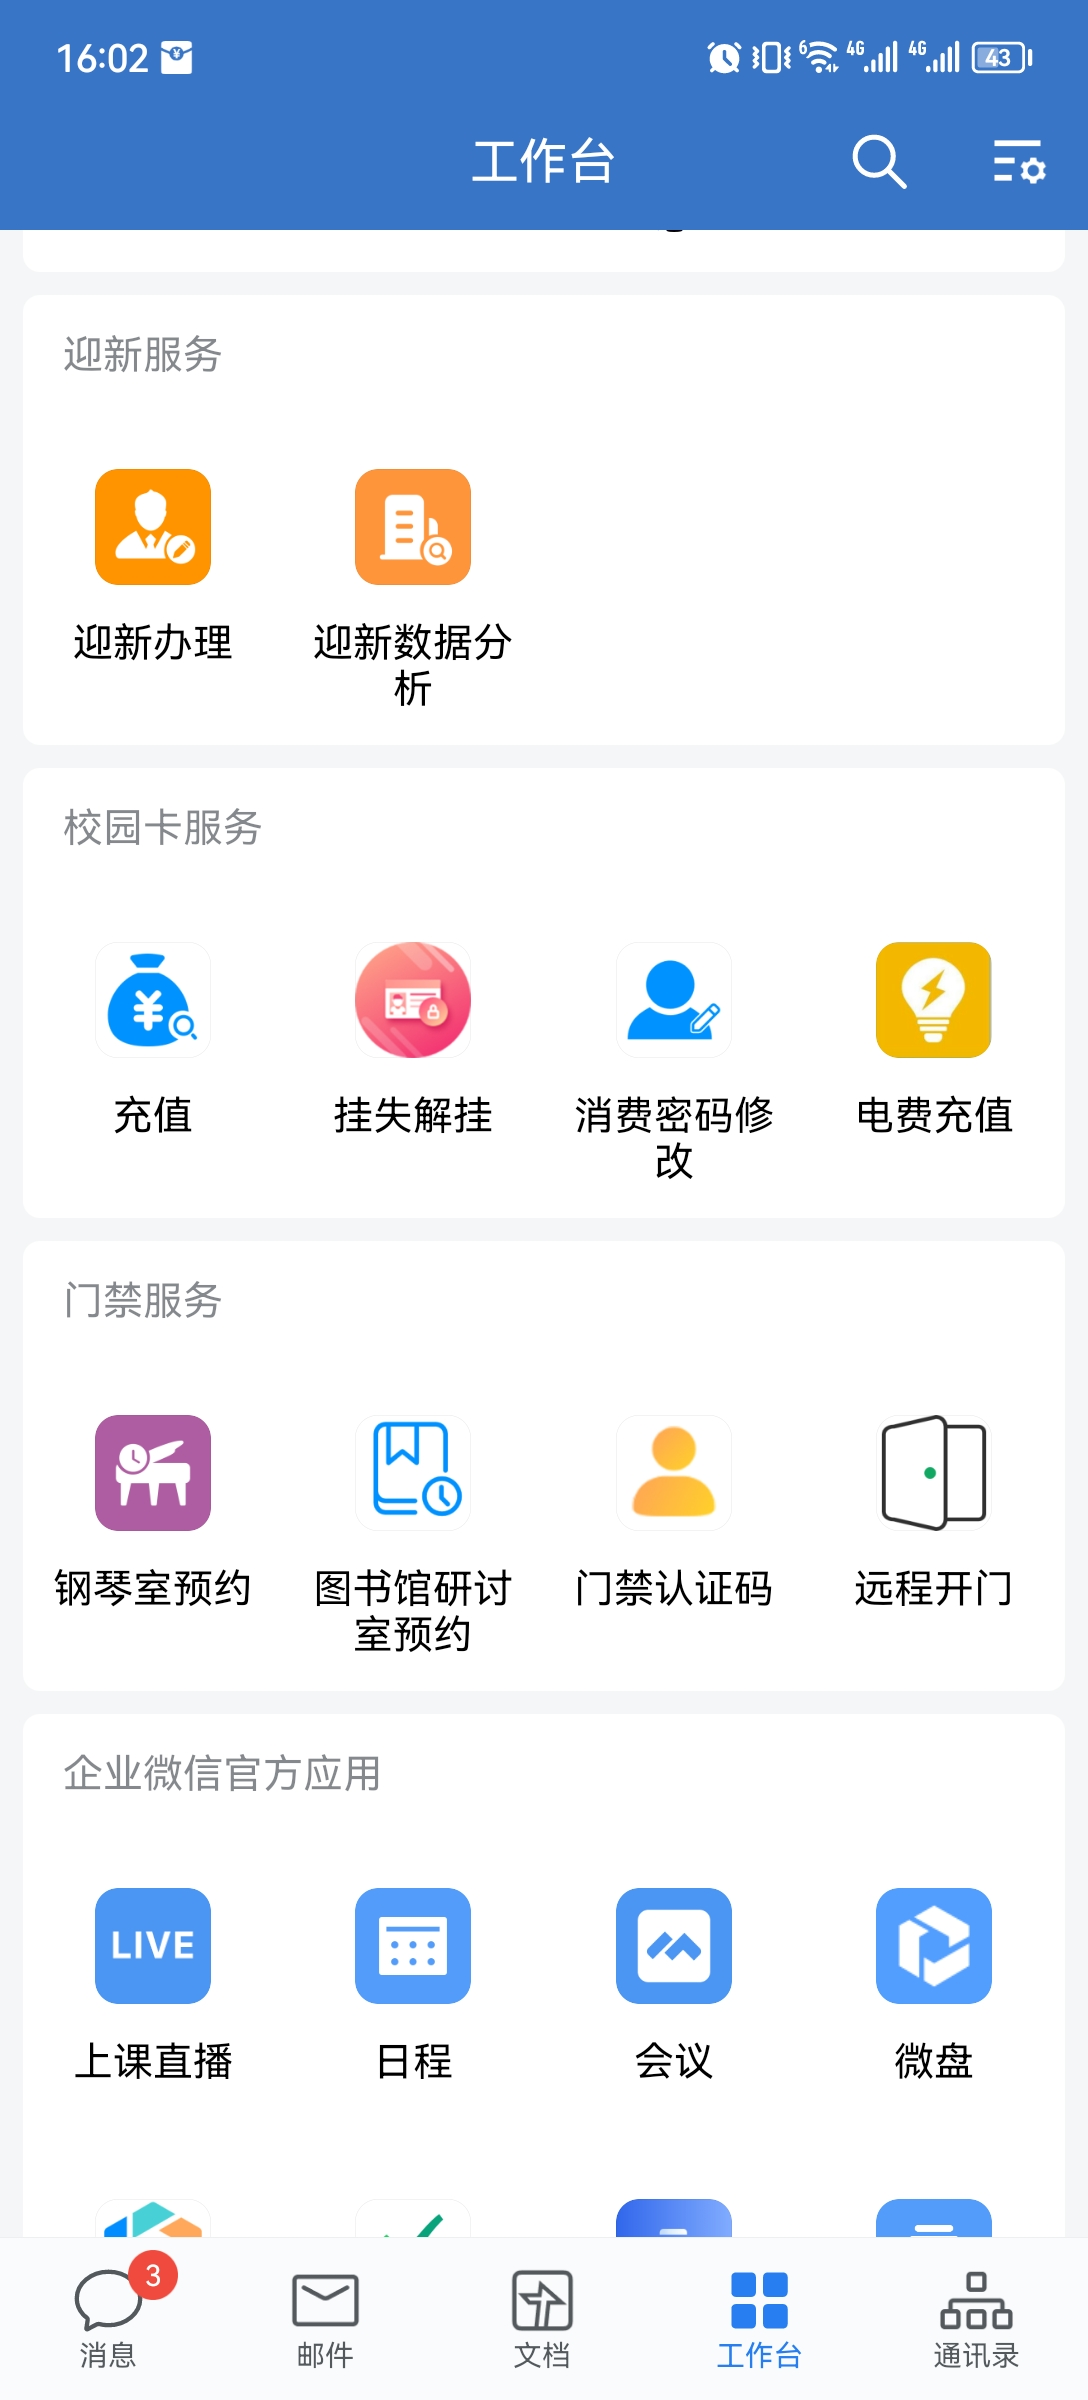 16:02
6 4G 4G 43
工作台
迎新服务
迎新办理
迎新数据分
析
校园卡服务
充值
挂失解挂
消费密码修
改
电费充值
门禁服务
钢琴室预约
图书馆研讨
室预约
门禁认证码
远程开门
企业微信官方应用
LIVE
上课直播
日程
会议
微盘
3
消息
邮件
文档
工作台
通讯录